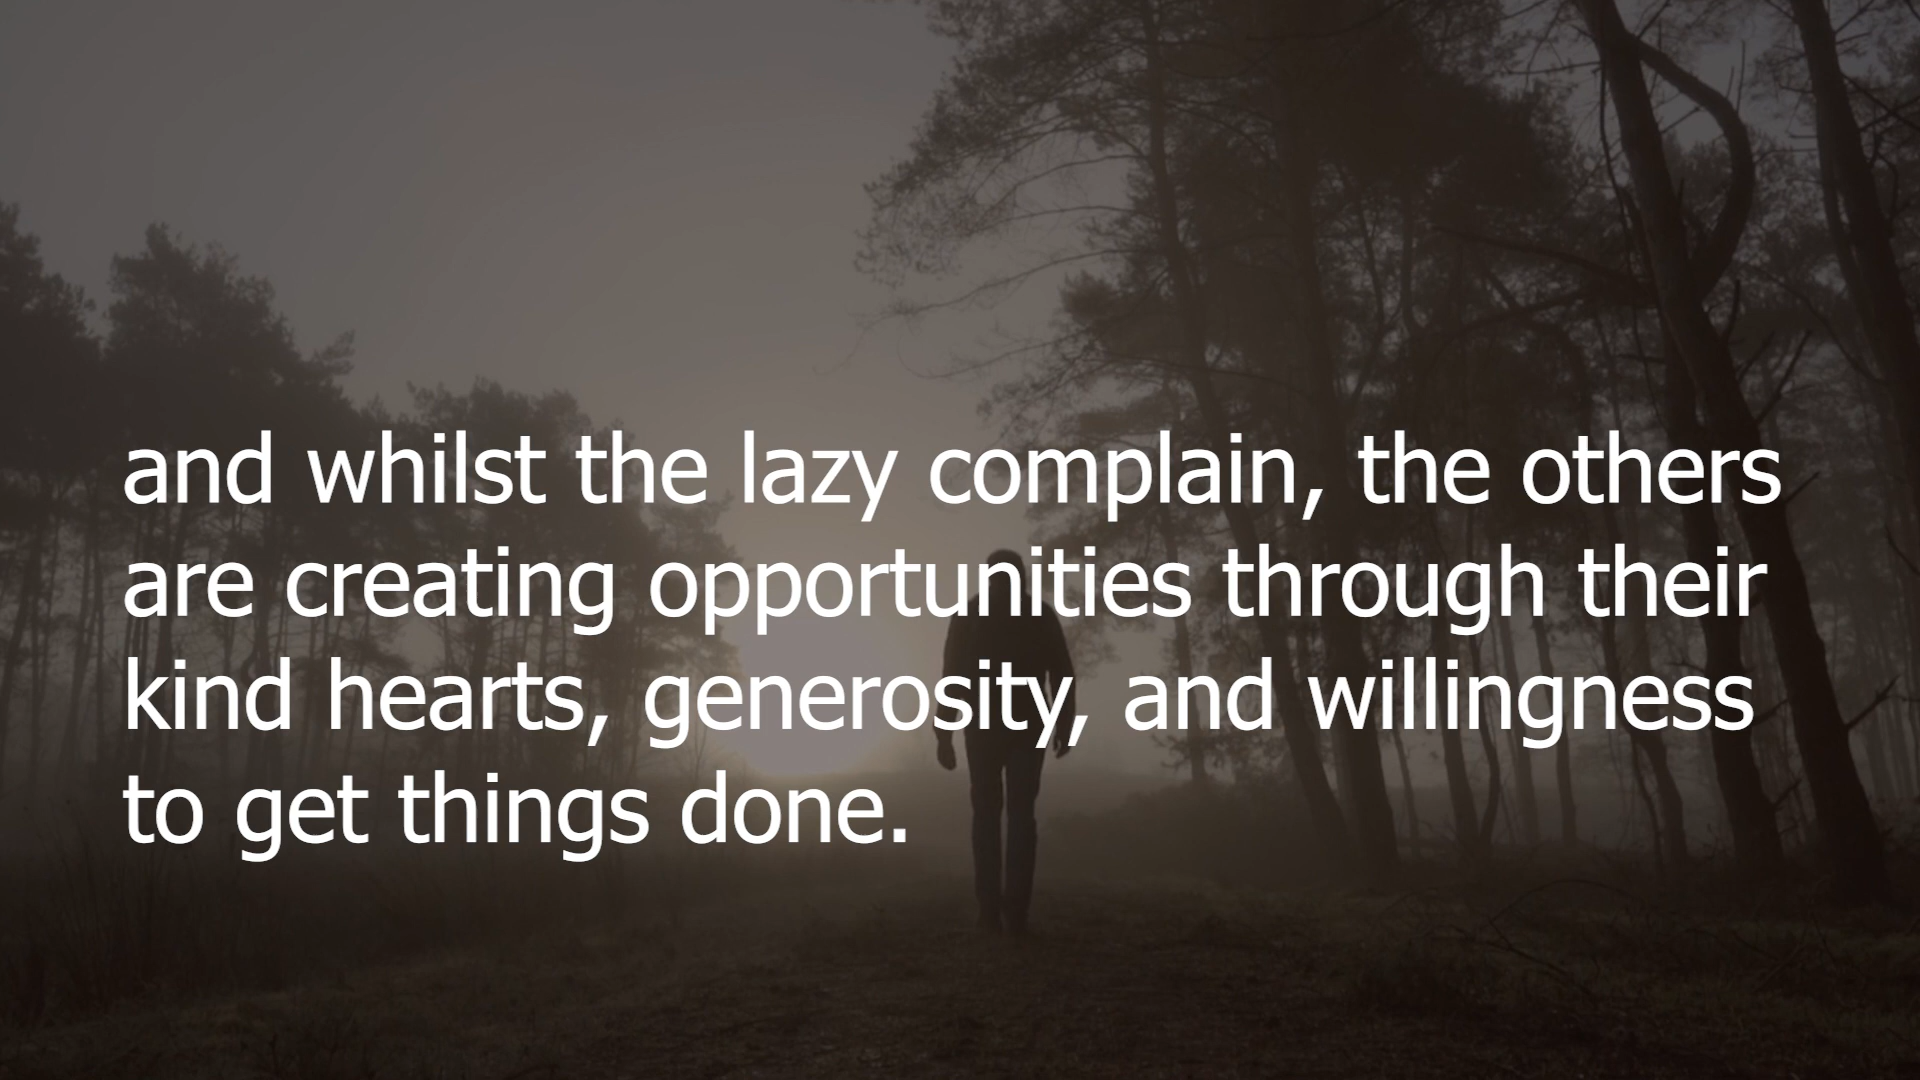 and whilst the lazy complain, the others
are creating opportunities through their
kind hearts, generosity, and willingness
to get things done.